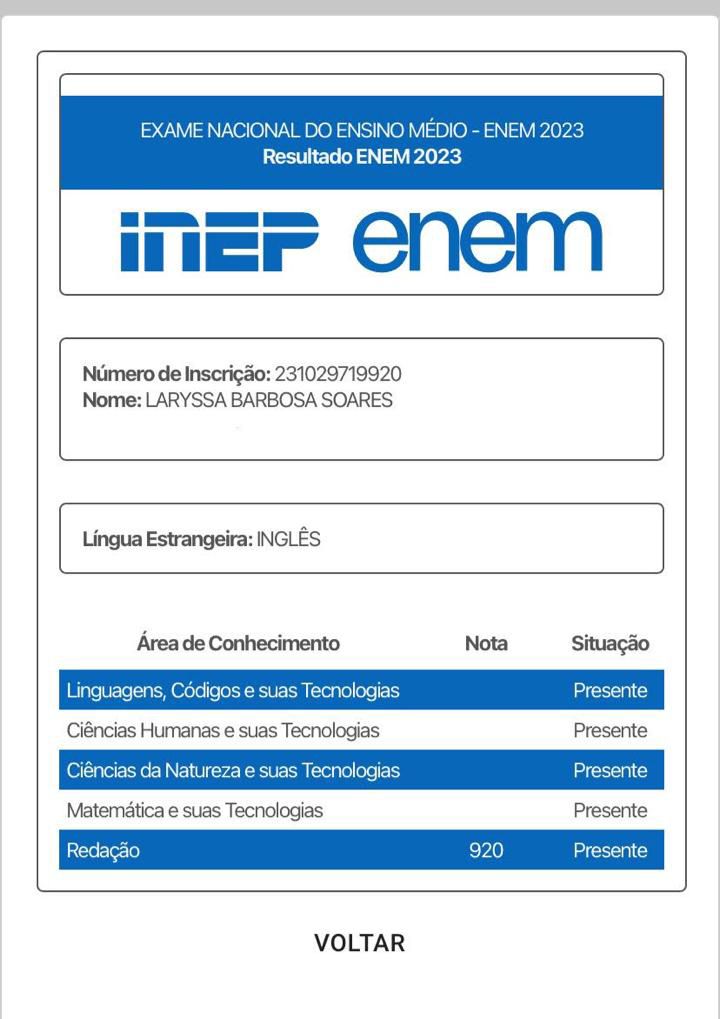 EXAME NACIONAL DO ENSINO MÉDIO - ENEM 2023
Resultado ENEM 2023
inep enem
Número de Inscrição: 231029719920
Nome: LARYSSA BARBOSA SOARES
Língua Estrangeira: INGLÊS
Área de Conhecimento Nota Situação
Linguagens, Códigos e suas Tecnologias Presente
Ciências Humanas e suas Tecnologias Presente
Ciências da Natureza e suas Tecnologias Presente
Matemática e suas Tecnologias Presente
Redação 920 Presente
VOLTAR